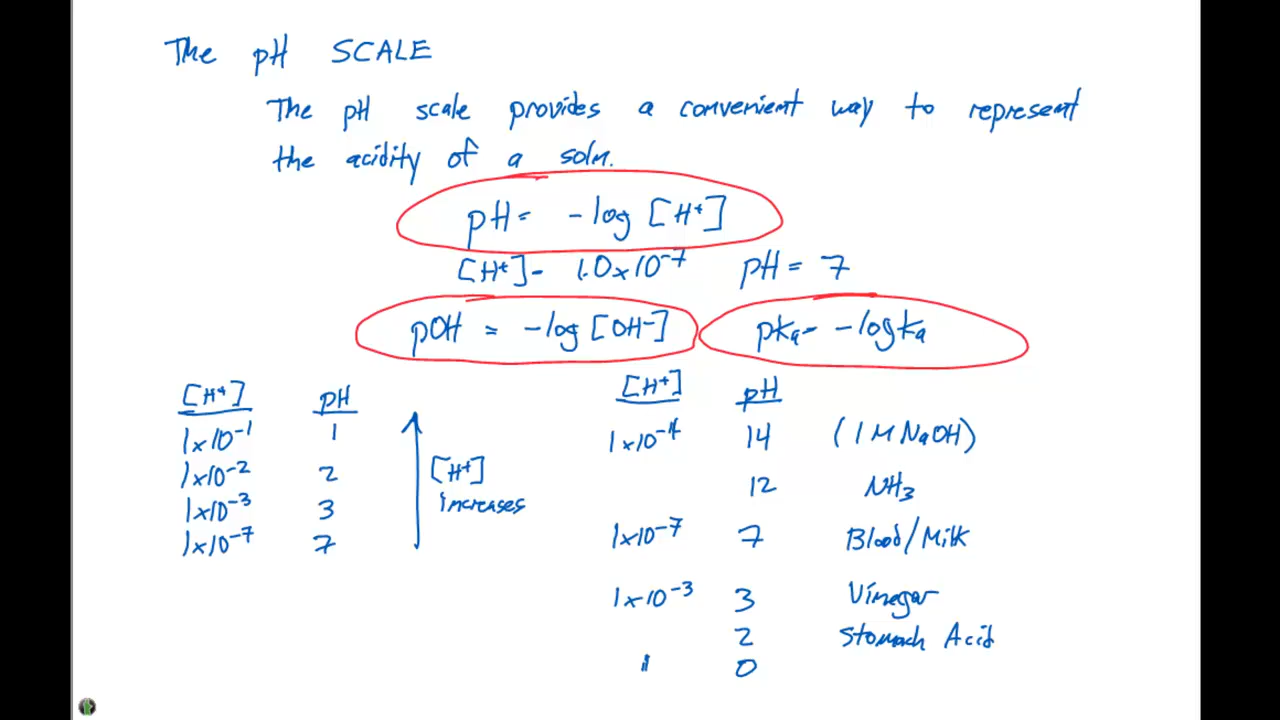 The pH SCALE
The pH scale provides a convenient way to represent
the acidity of a soln.
pH = -log [H+]
[H+] - 1.0x10-7 pH = 7
pOH = -log [OH-] pka - -logka
[H+] pH
1x10-1 1
1x10-2 2
1x10-3 3
1x10-7 7
[H+]
increases
[H+] pH
1x10-14 14 (1M NaOH)
12 NH3
1x10-7 7 Blood/Milk
1x10-3 3 Vinegar
2 Stomach Acid
1 0